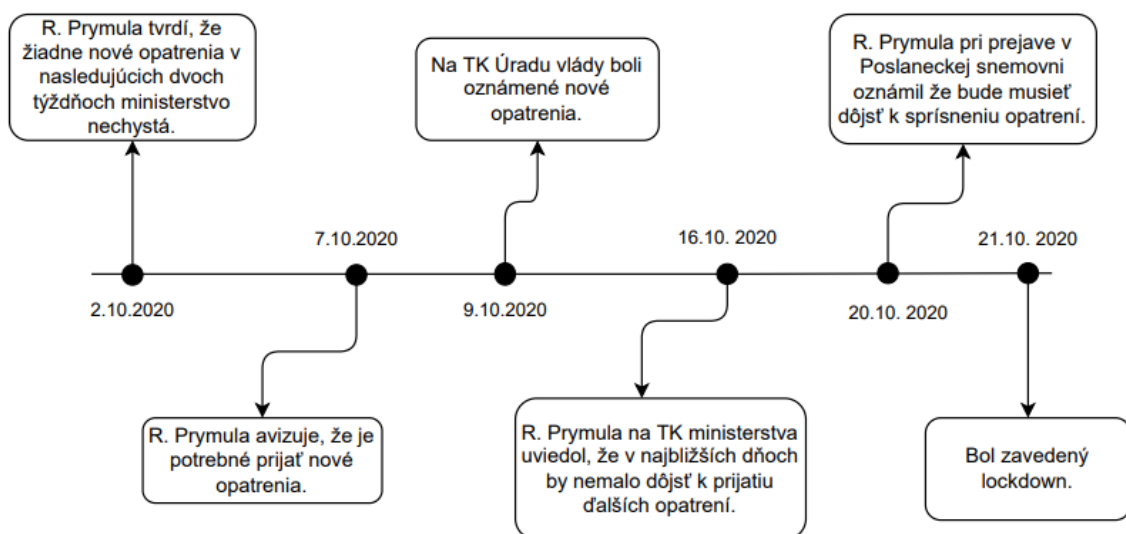 R. Prymula tvrdí, že
žiadne nové opatrenia v
nasledujúcich dvoch
týždňoch ministerstvo
nechystá.
Na TK Úradu vlády boli
oznámené nové
opatrenia.
R. Prymula pri prejave v
Poslaneckej snemovni
oznámil že bude musieť
dôjsť k sprísneniu opatrení.
7.10.2020
16.10. 2020
21.10. 2020
2.10.2020
9.10.2020
20.10. 2020
R. Prymula avizuje, že je
potrebné prijať nové
opatrenia.
R. Prymula na TK ministerstva
uviedol, že v najbližších dňoch
by nemalo dôjsť k prijatiu
ďalších opatrení.
Bol zavedený
lockdown.